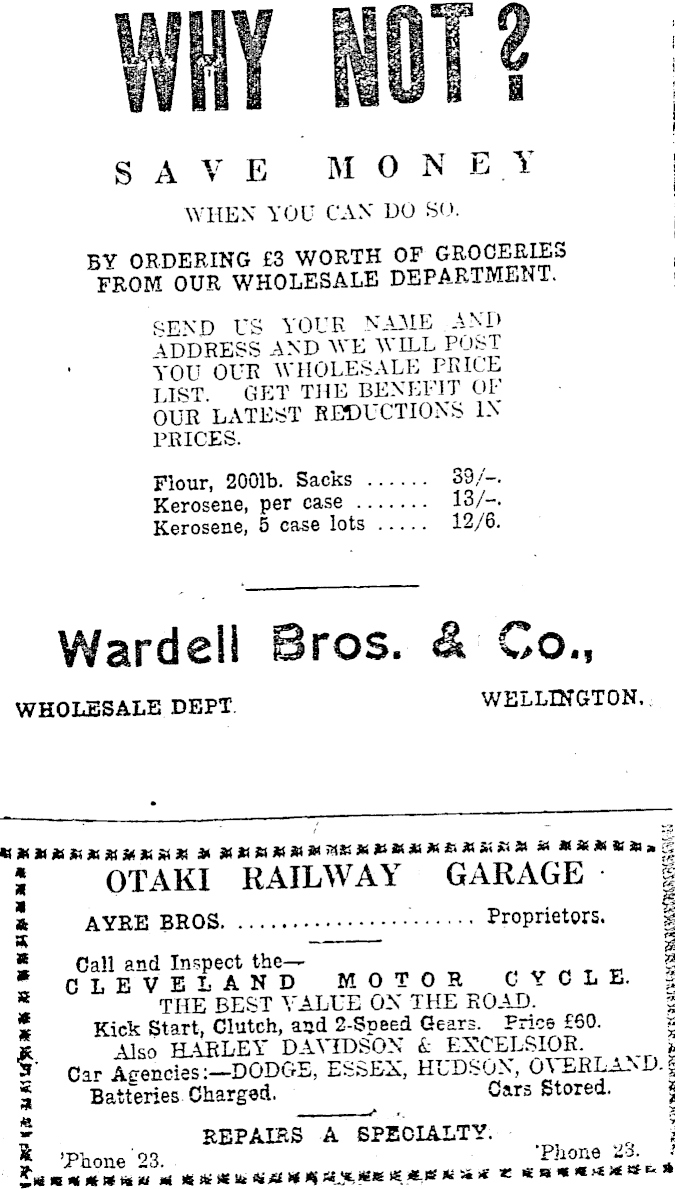 WHY NOT?
SAVE MONEY
WHEN YOU CAN DO SO.
BY ORDERING £3 WORTH OF GROCERIES
FROM OUR WHOLESALE DEPARTMENT.
SEND US YOUR NAME AND
ADDRESS AND WE WILL POST
YOU OUR WHOLESALE PRICE
LIST. GET THE BENEFIT OF
OUR LATEST REDUCTIONS IN
PRICES.
Flour, 200lb. Sacks ...... 39/-.
Kerosene, per case ....... 13/-.
Kerosene, 5 case lots ..... 12/6.
Wardell Bros. & Co.,
WHOLESALE DEPT. WELLINGTON.
OTAKI RAILWAY GARAGE
AYRE BROS. ...................... Proprietors.
Call and Inspect the—
CLEVELAND MOTOR CYCLE.
THE BEST VALUE ON THE ROAD.
Kick Start, Clutch, and 2-Speed Gears. Price £60.
Also HARLEY DAVIDSON & EXCELSIOR.
Car Agencies:—DODGE, ESSEX, HUDSON, OVERLAND.
Batteries Charged. Cars Stored.
REPAIRS A SPECIALTY.
'Phone 23. 'Phone 23.